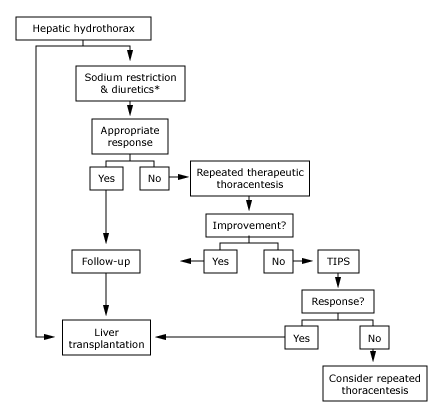 Hepatic hydrothorax
Sodium restriction
& diuretics*
Appropriate
response
Yes
No
Repeated therapeutic
thoracentesis
Improvement?
Follow-up
Yes
No
TIPS
Response?
Liver
transplantation
Yes
No
Consider repeated
thoracentesis